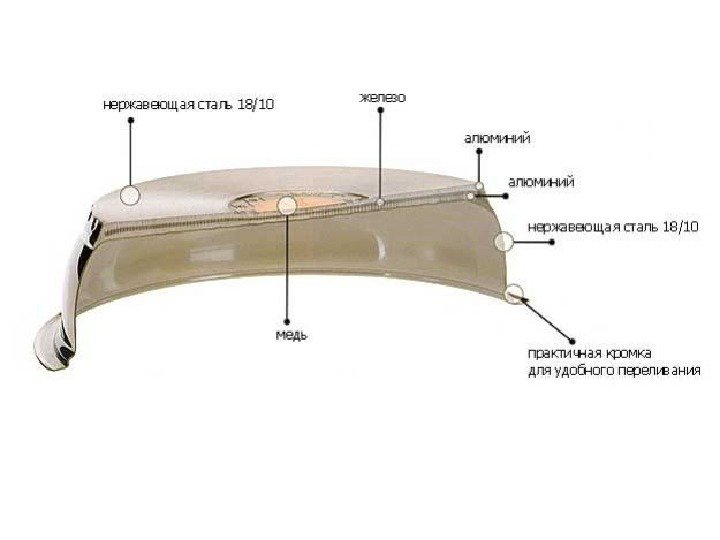 железо
нержавеющая сталь 18/10
алюминий
алюминий
нержавеющая сталь 18/10
медь
практичная кромка
для удобного переливания